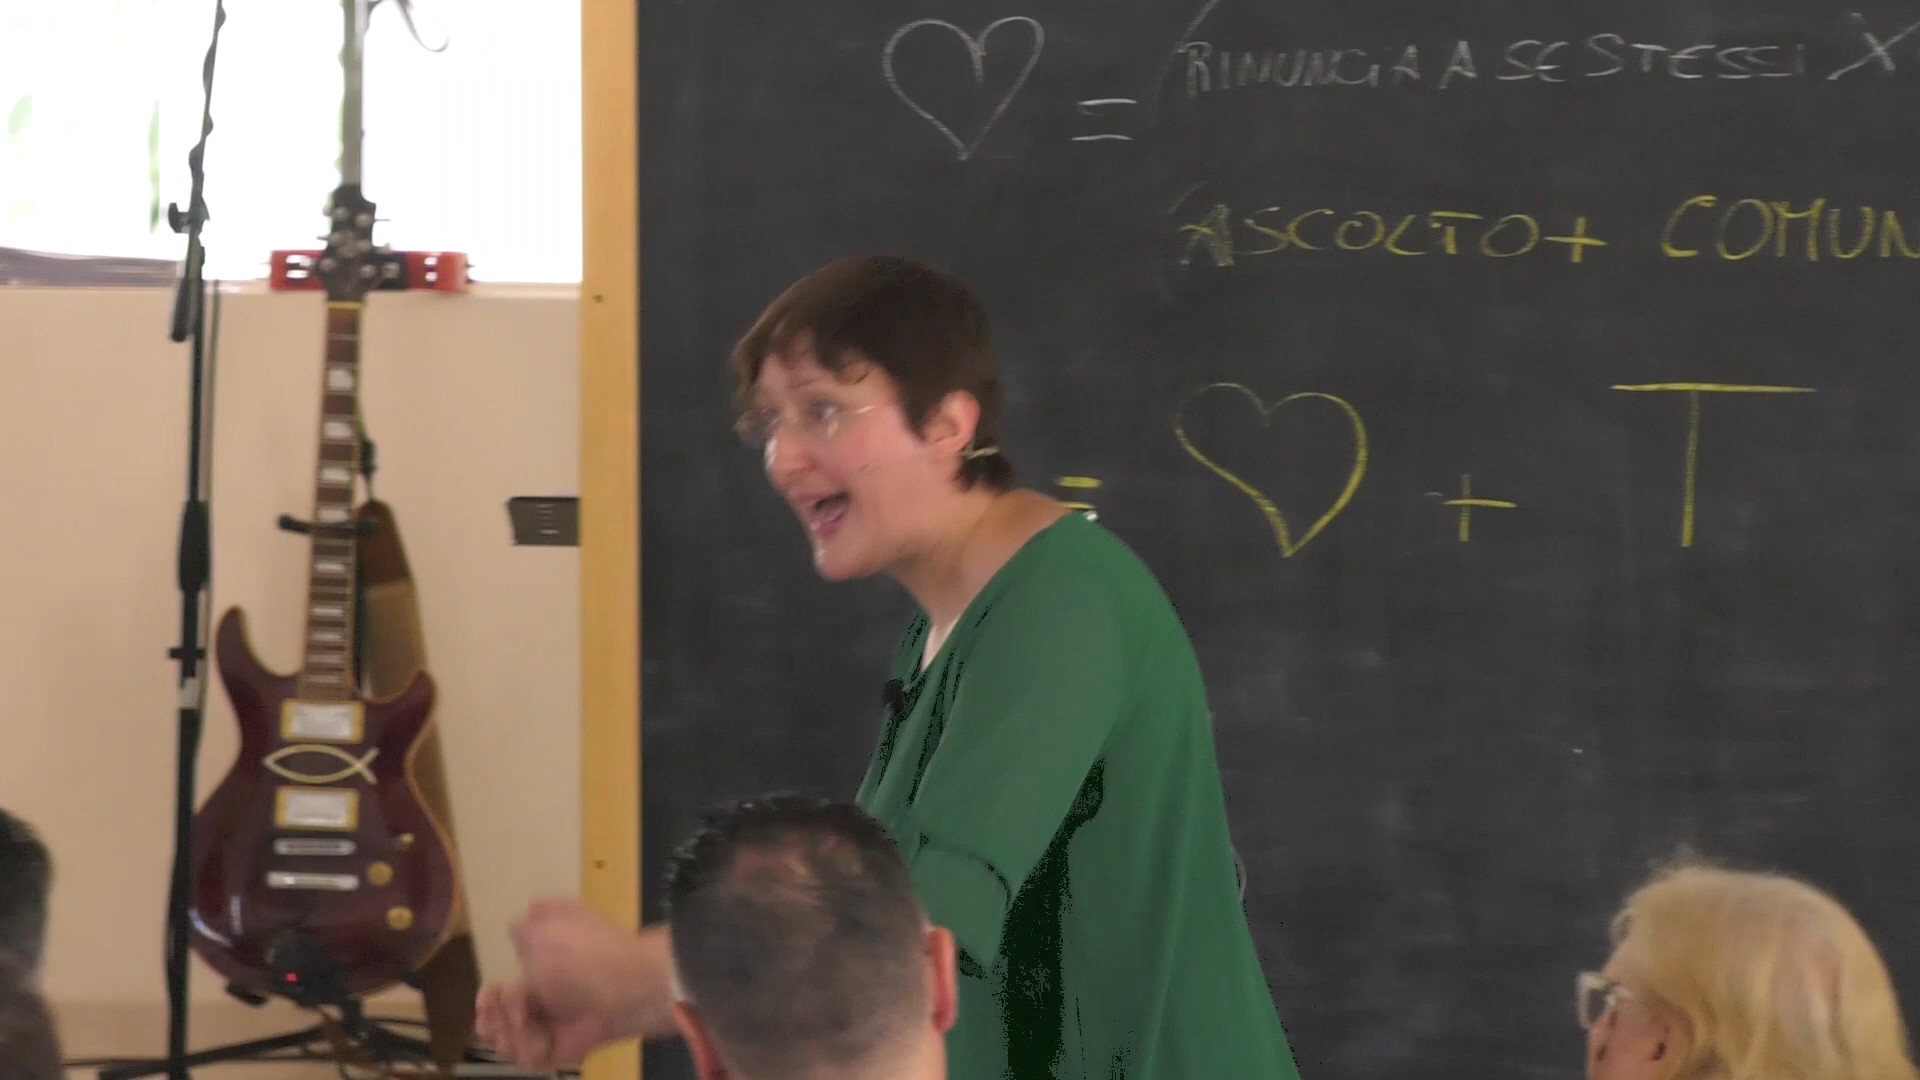 = RINUNCIA A SE STESSI X
ASCOLTO + COMUN
= + T